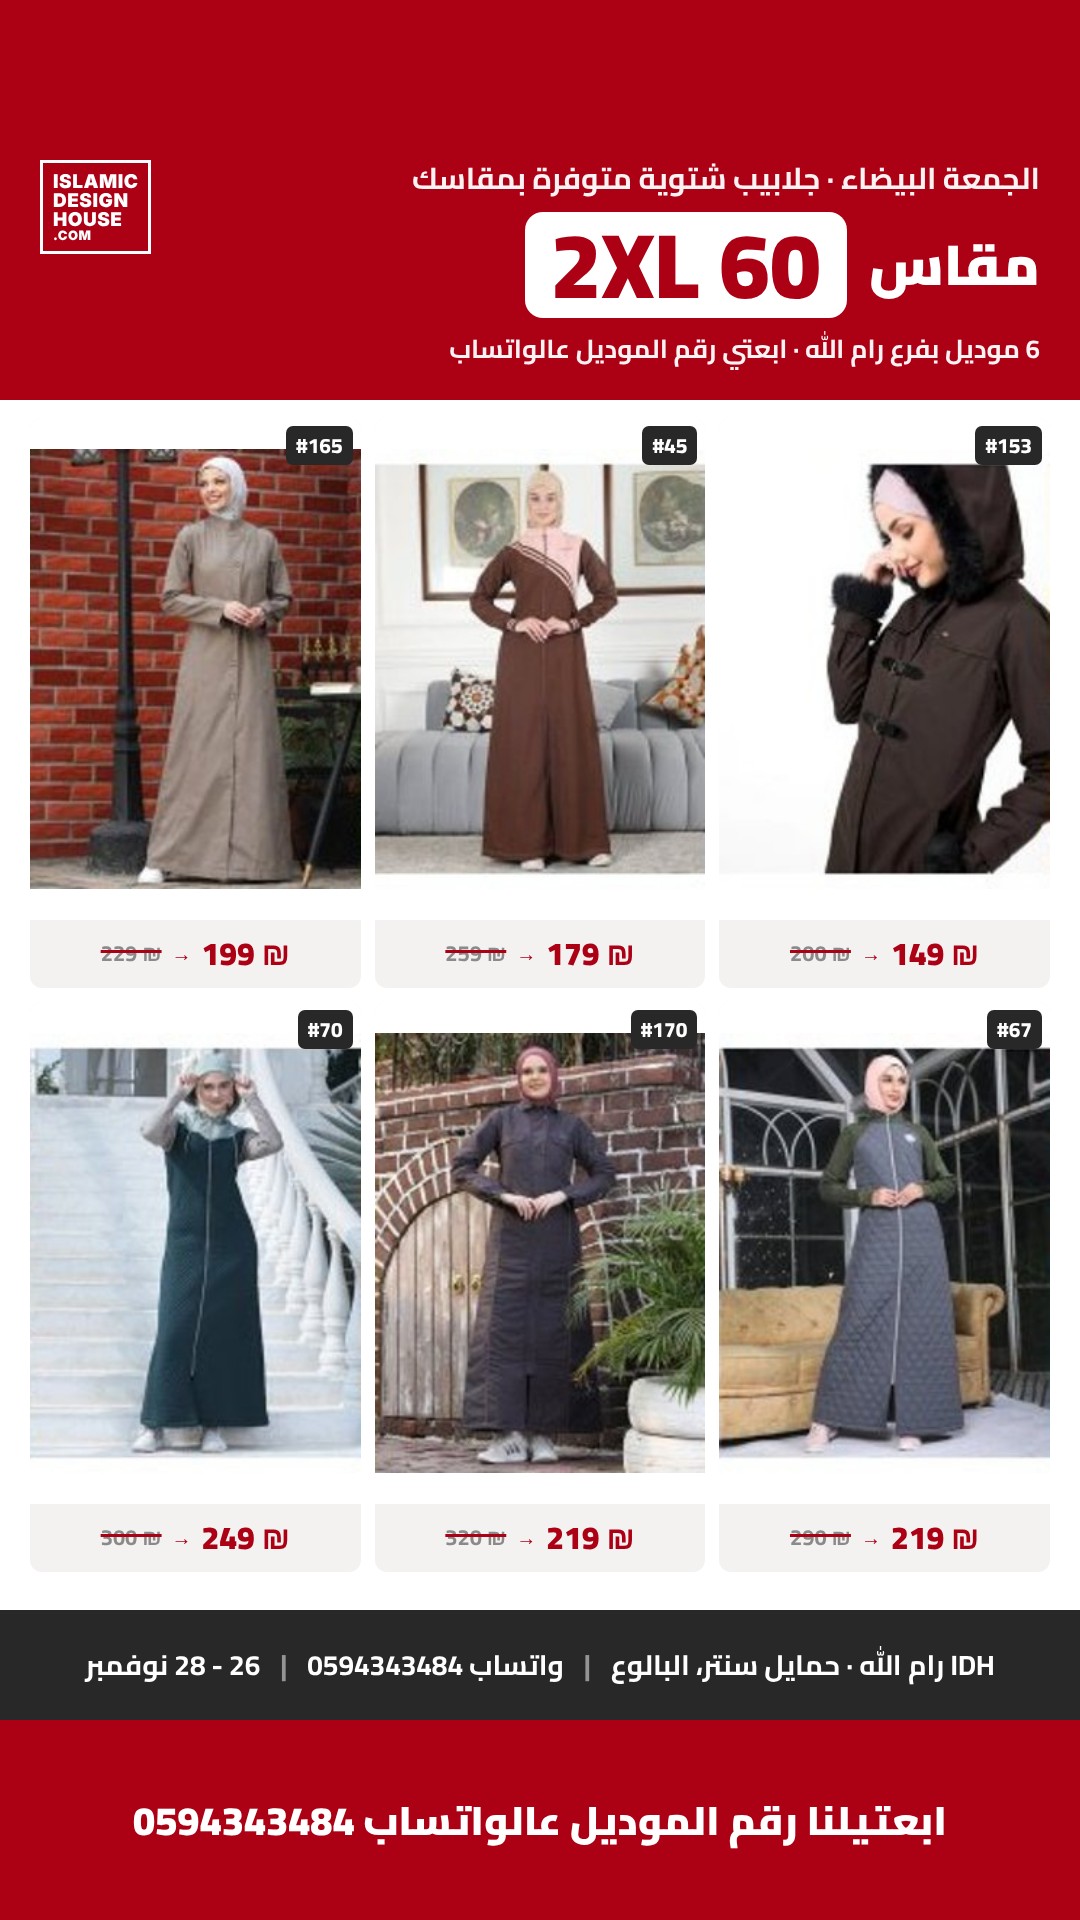 ISLAMIC
DESIGN
HOUSE
.COM
الجمعة البيضاء · جلابيب شتوية متوفرة بمقاسك
مقاس 2XL 60
6 موديل بفرع رام الله · ابعتي رقم الموديل عالواتساب
#153
#45
#165
200 ₪ → 149 ₪
259 ₪ → 179 ₪
229 ₪ → 199 ₪
#67
#170
#70
290 ₪ → 219 ₪
320 ₪ → 219 ₪
300 ₪ → 249 ₪
IDH رام الله · حمايل سنتر، البالوع | واتساب 0594343484 | 26 - 28 نوفمبر
ابعتيلنا رقم الموديل عالواتساب 0594343484